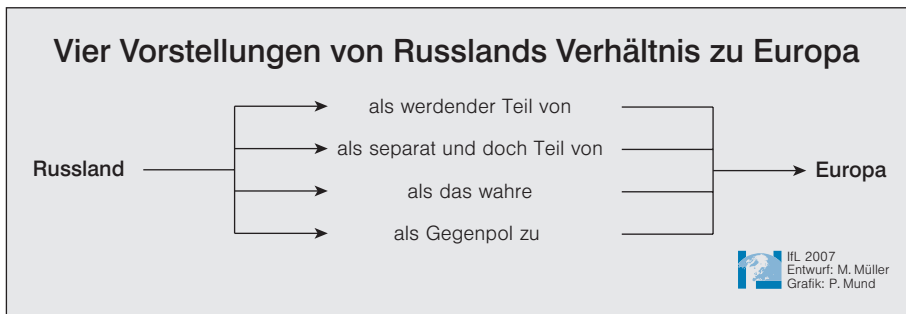 Vier Vorstellungen von Russlands Verhältnis zu Europa
als werdender Teil von
als separat und doch Teil von
Russland
Europa
als das wahre
als Gegenpol zu
IfL 2007
Entwurf: M. Müller
Grafik: P. Mund